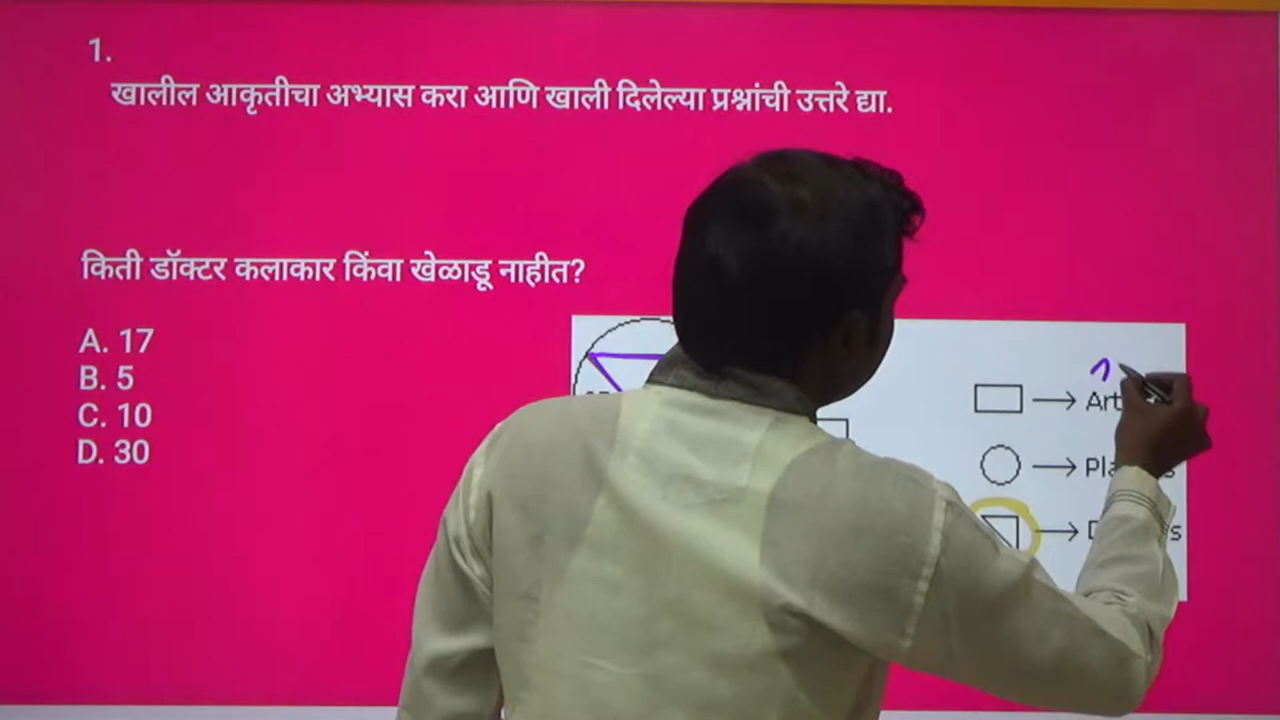 1.
खालील आकृतीचा अभ्यास करा आणि खाली दिलेल्या प्रश्नांची उत्तरे द्या.
किती डॉक्टर कलाकार किंवा खेळाडू नाहीत?
A. 17
B. 5
C. 10
D. 30